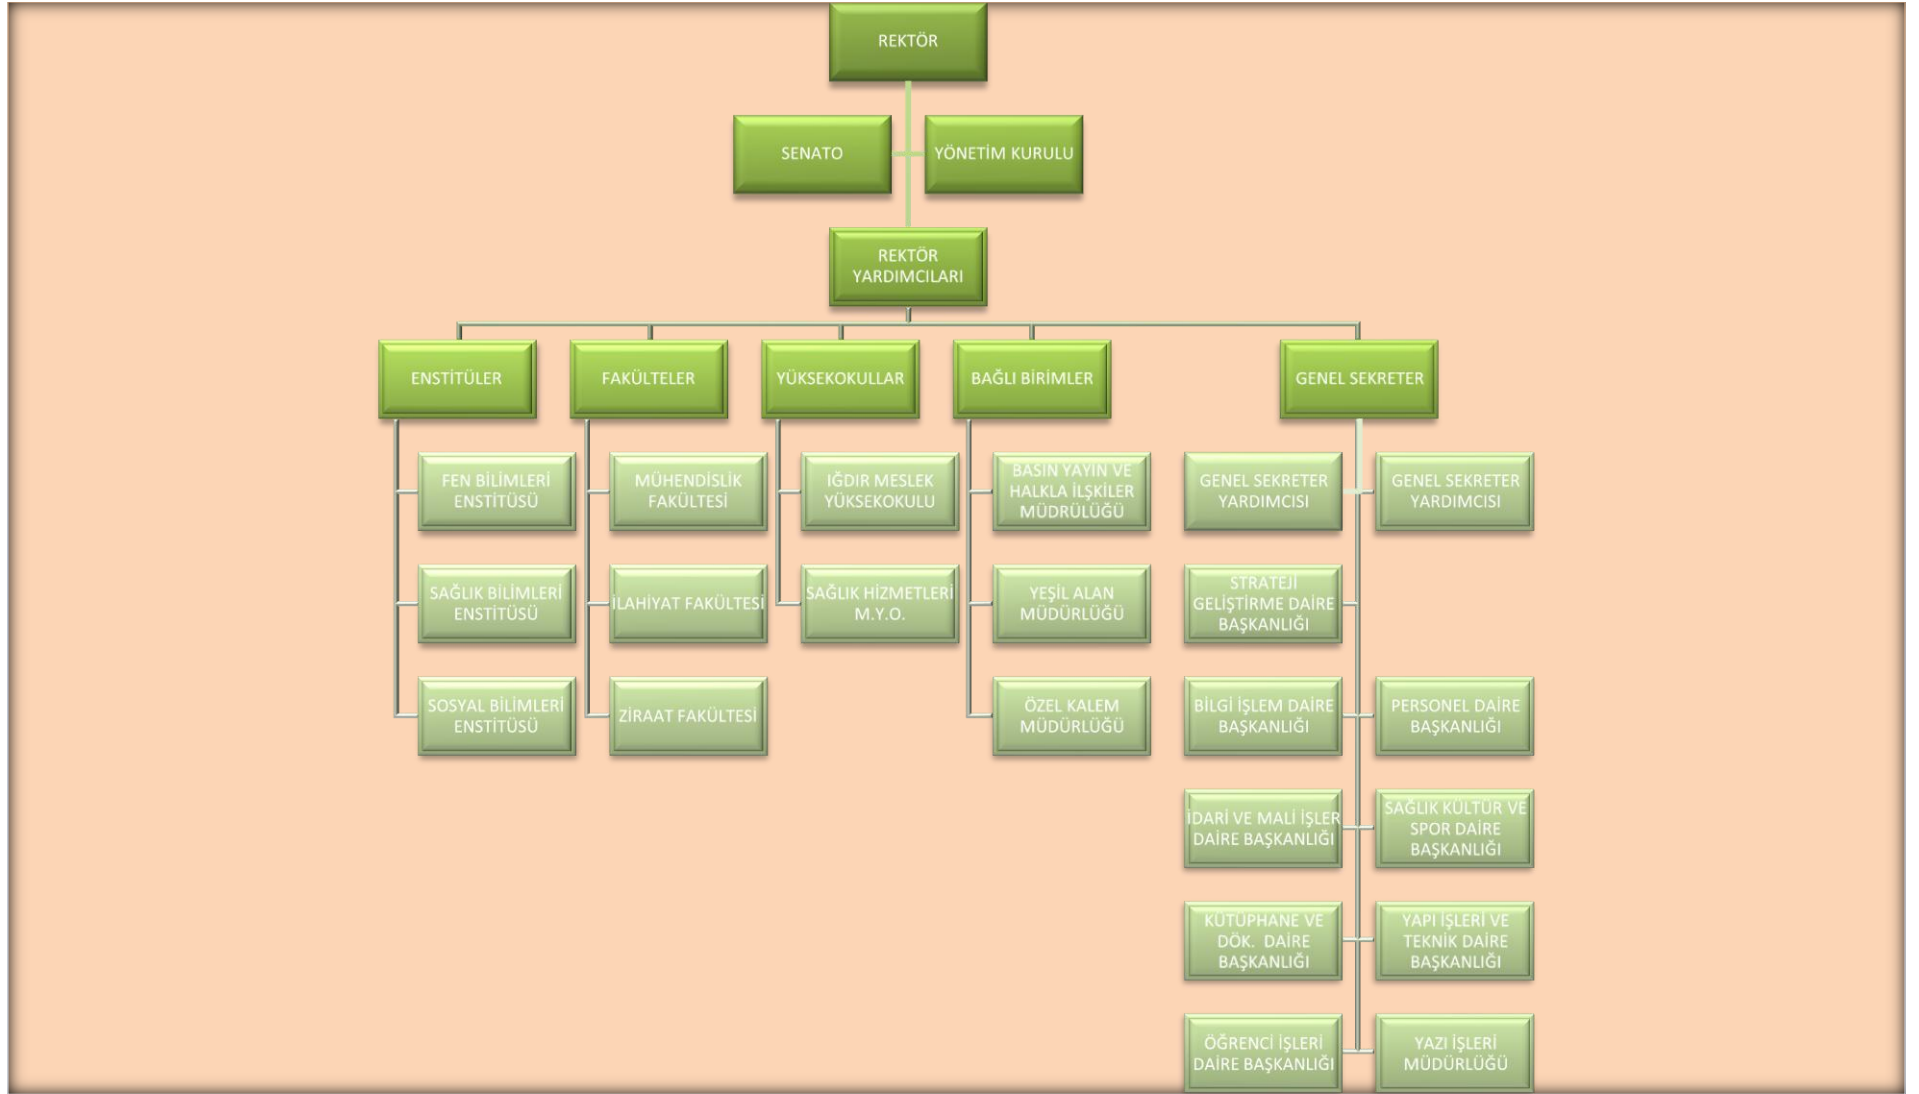 REKTÖR
SENATO
YÖNETİM KURULU
REKTÖR
YARDIMCILARI
ENSTİTÜLER
FAKÜLTELER
YÜKSEKOKULLAR
BAĞLI BİRİMLER
GENEL SEKRETER
FEN BİLİMLERİ
ENSTİTÜSÜ
MÜHENDİSLİK
FAKÜLTESİ
IĞDIR MESLEK
YÜKSEKOKULU
BASIN YAYIN VE
HALKLA İLŞKİLER
MÜDRÜLÜĞÜ
GENEL SEKRETER
YARDIMCISI
GENEL SEKRETER
YARDIMCISI
SAĞLIK BİLİMLERİ
ENSTİTÜSÜ
İLAHİYAT FAKÜLTESİ
SAĞLIK HİZMETLERİ
M.Y.O.
YEŞİL ALAN
MÜDÜRLÜĞÜ
STRATEJİ
GELİŞTİRME DAİRE
BAŞKANLIĞI
SOSYAL BİLİMLERİ
ENSTİTÜSÜ
ZİRAAT FAKÜLTESİ
ÖZEL KALEM
MÜDÜRLÜĞÜ
BİLGİ İŞLEM DAİRE
BAŞKANLIĞI
PERSONEL DAİRE
BAŞKANLIĞI
İDARİ VE MALİ İŞLER
DAİRE BAŞKANLIĞI
SAĞLIK KÜLTÜR VE
SPOR DAİRE
BAŞKANLIĞI
KÜTÜPHANE VE
DÖK. DAİRE
BAŞKANLIĞI
YAPI İŞLERİ VE
TEKNİK DAİRE
BAŞKANLIĞI
ÖĞRENCİ İŞLERİ
DAİRE BAŞKANLIĞI
YAZI İŞLERİ
MÜDÜRLÜĞÜ